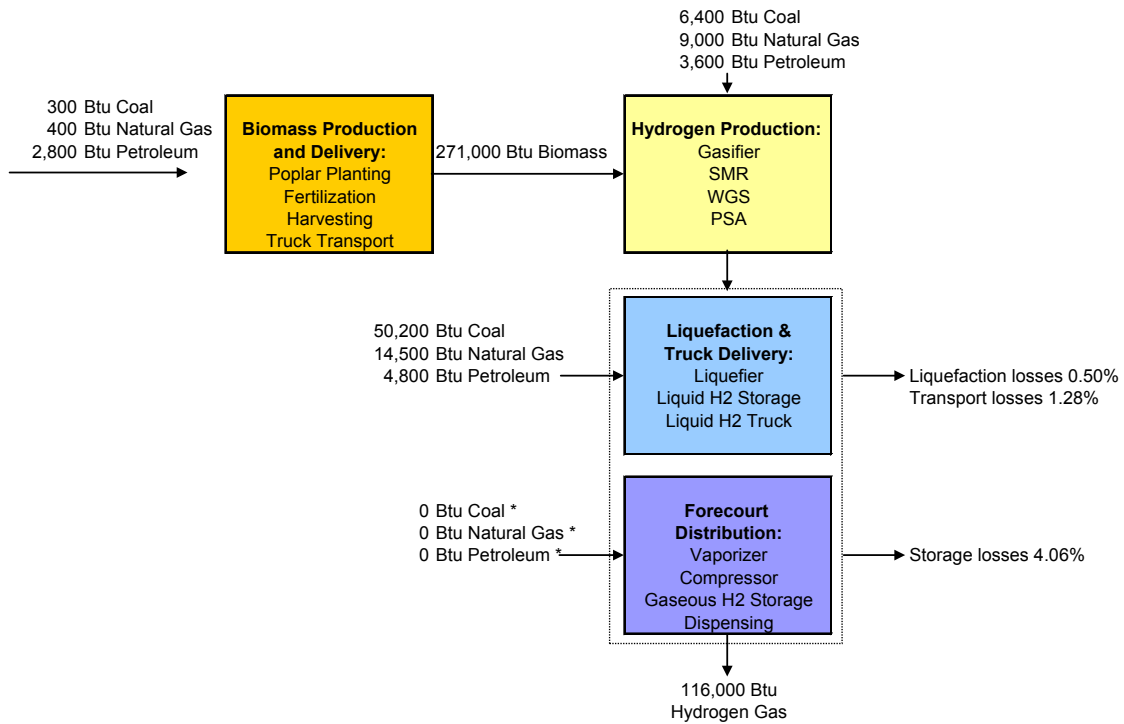 6,400 Btu Coal
9,000 Btu Natural Gas
3,600 Btu Petroleum
300 Btu Coal
400 Btu Natural Gas
2,800 Btu Petroleum
Biomass Production
and Delivery:
Poplar Planting
Fertilization
Harvesting
Truck Transport
271,000 Btu Biomass
Hydrogen Production:
Gasifier
SMR
WGS
PSA
50,200 Btu Coal
14,500 Btu Natural Gas
4,800 Btu Petroleum
Liquefaction &
Truck Delivery:
Liquefier
Liquid H2 Storage
Liquid H2 Truck
Liquefaction losses 0.50%
Transport losses 1.28%
0 Btu Coal *
0 Btu Natural Gas *
0 Btu Petroleum *
Forecourt
Distribution:
Vaporizer
Compressor
Gaseous H2 Storage
Dispensing
Storage losses 4.06%
116,000 Btu
Hydrogen Gas